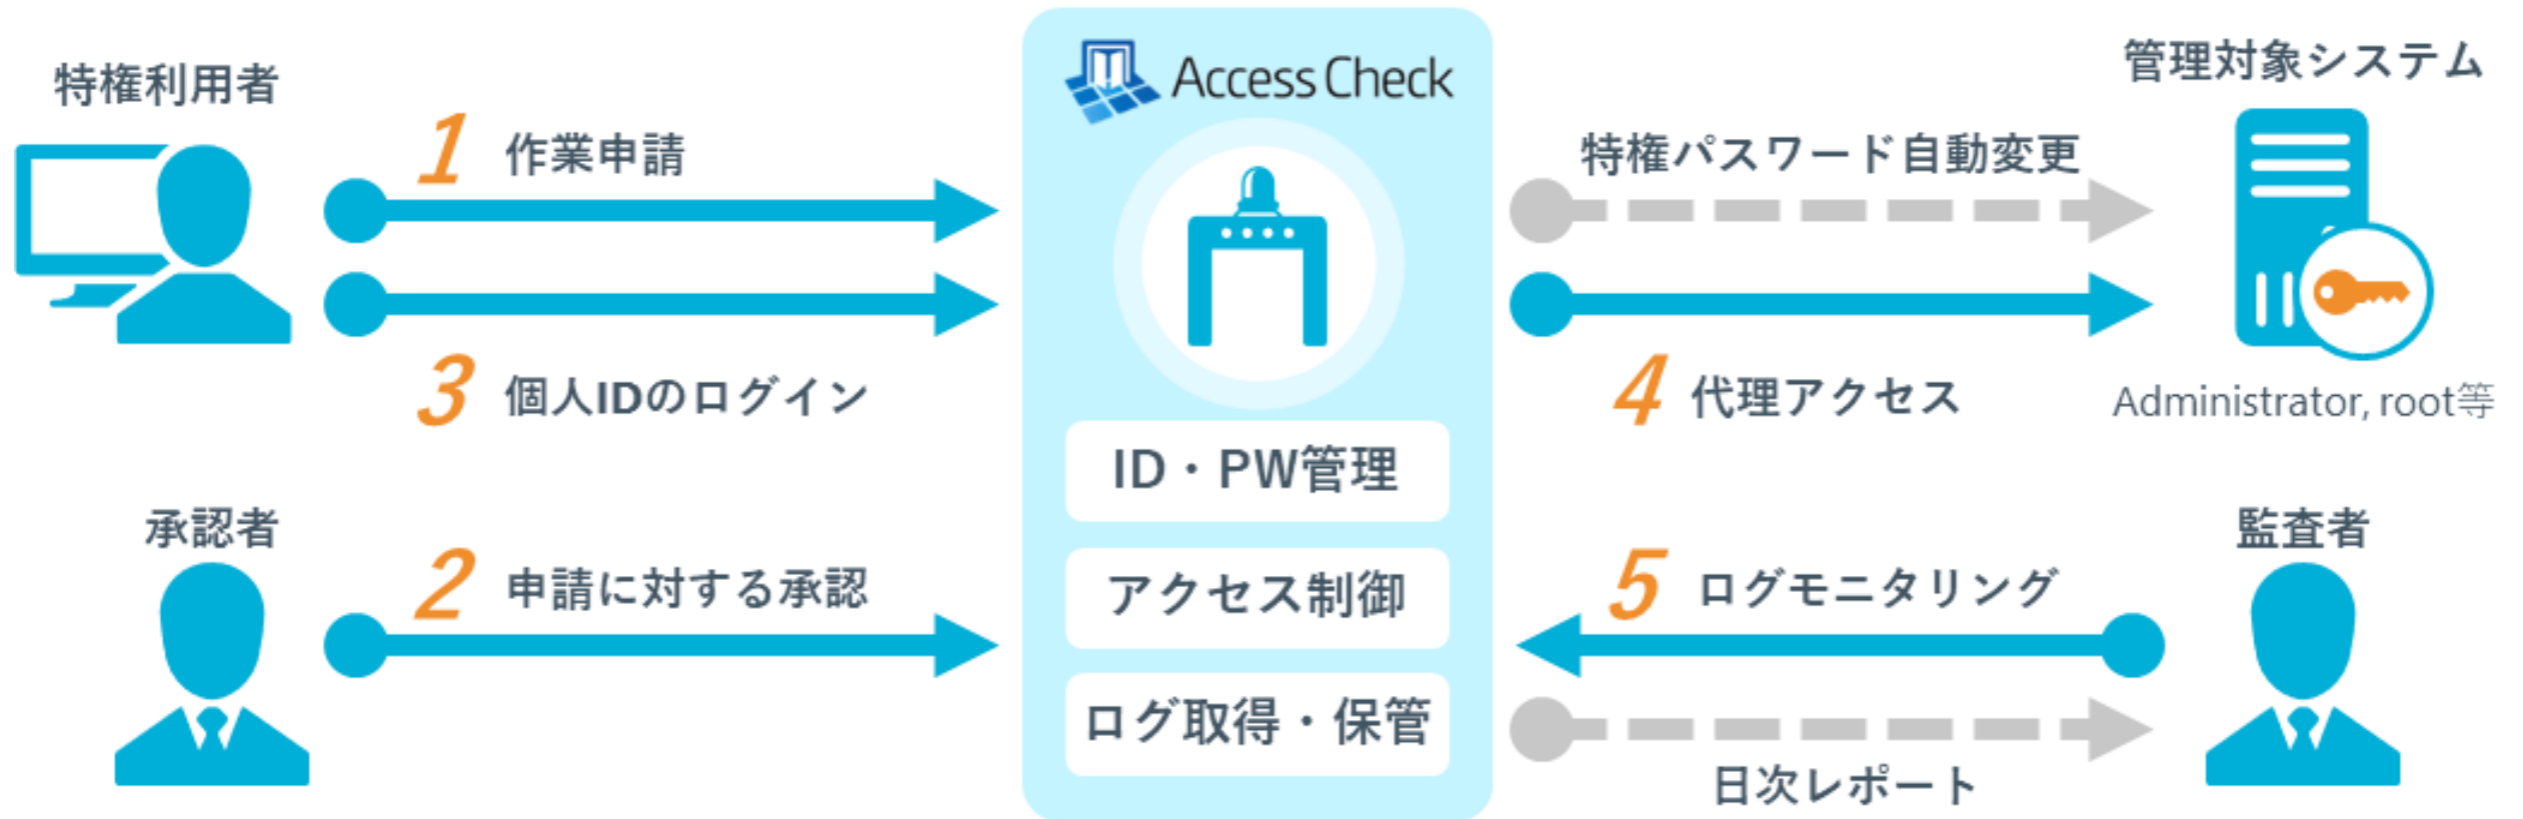 特権利用者
1 作業申請
3 個人IDのログイン
承認者
2 申請に対する承認
Access Check
ID・PW管理
アクセス制御
ログ取得・保管
管理対象システム
特権パスワード自動変更
4 代理アクセス
Administrator, root等
監査者
5 ログモニタリング
日次レポート